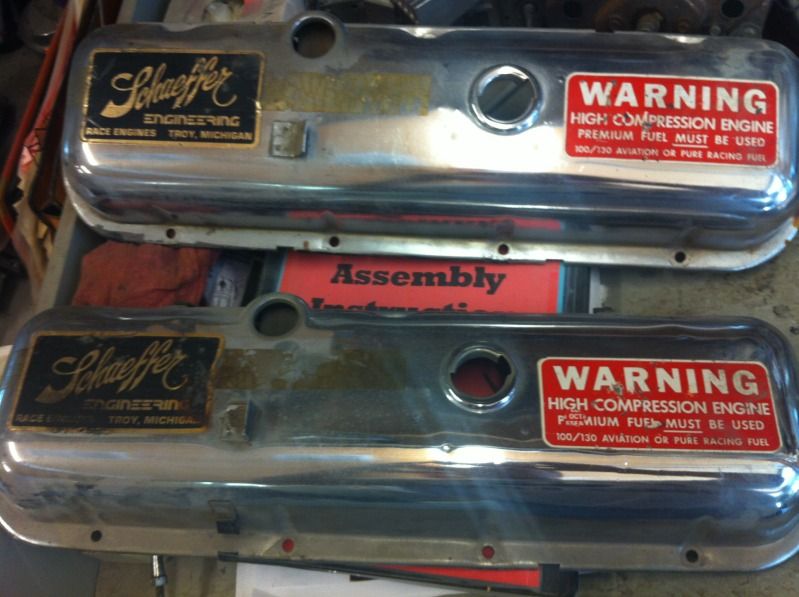 Schaeffer
ENGINEERING
RACE ENGINES TROY, MICHIGAN
WARNING
HIGH COMPRESSION ENGINE
PREMIUM FUEL MUST BE USED
100/130 AVIATION OR PURE RACING FUEL
Assembly
Instruction
Schaeffer
ENGINEERING
RACE TROY, MICHIGAN
WARNING
HIGH COMPRESSION ENGINE
FUEL MUST BE USED
100/130 AVIATION OR PURE RACING FUEL